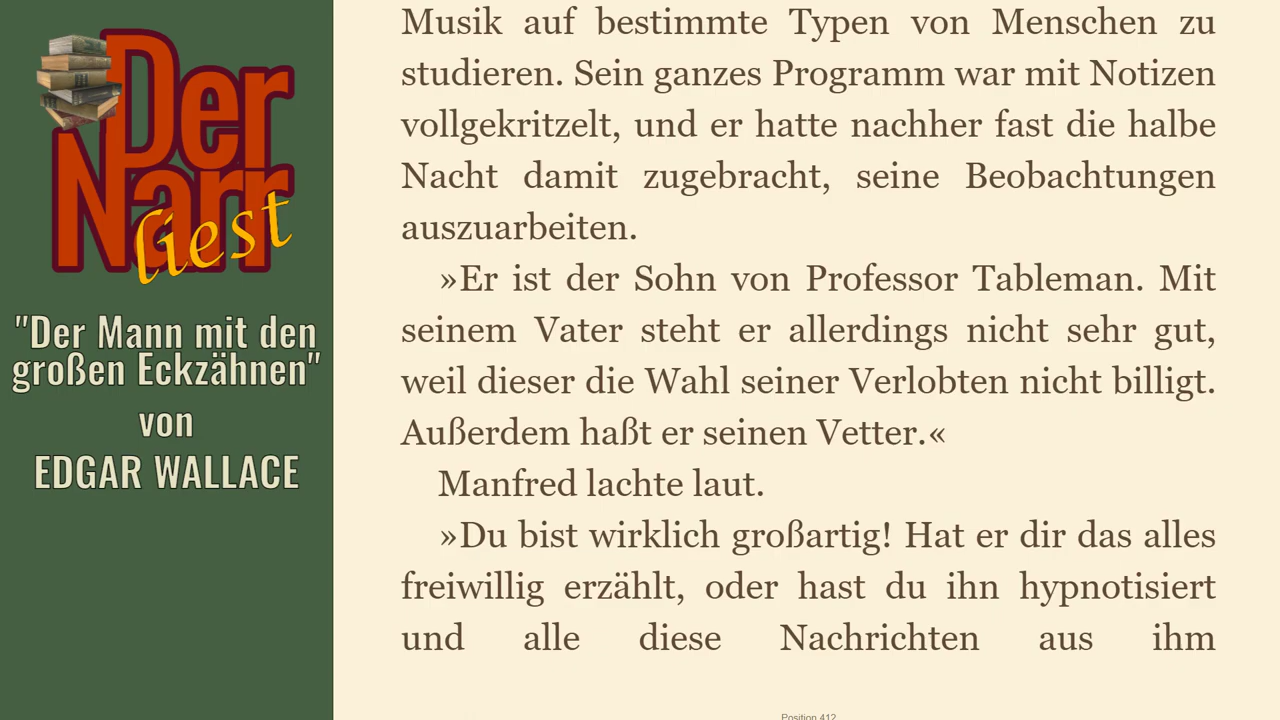 Der
Narr
liest
"Der Mann mit den
großen Eckzähnen"
von
EDGAR WALLACE
Musik auf bestimmte Typen von Menschen zu
studieren. Sein ganzes Programm war mit Notizen
vollgekritzelt, und er hatte nachher fast die halbe
Nacht damit zugebracht, seine Beobachtungen
auszuarbeiten.
»Er ist der Sohn von Professor Tableman. Mit
seinem Vater steht er allerdings nicht sehr gut,
weil dieser die Wahl seiner Verlobten nicht billigt.
Außerdem haßt er seinen Vetter.«
Manfred lachte laut.
»Du bist wirklich großartig! Hat er dir das alles
freiwillig erzählt, oder hast du ihn hypnotisiert
und alle diese Nachrichten aus ihm
Position 412